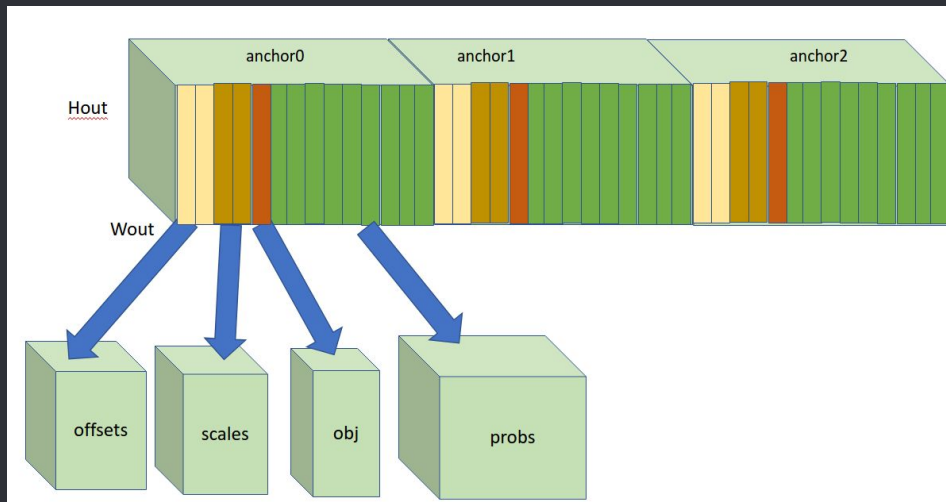 anchor0
anchor1
anchor2
Hout
Wout
offsets
scales
obj
probs